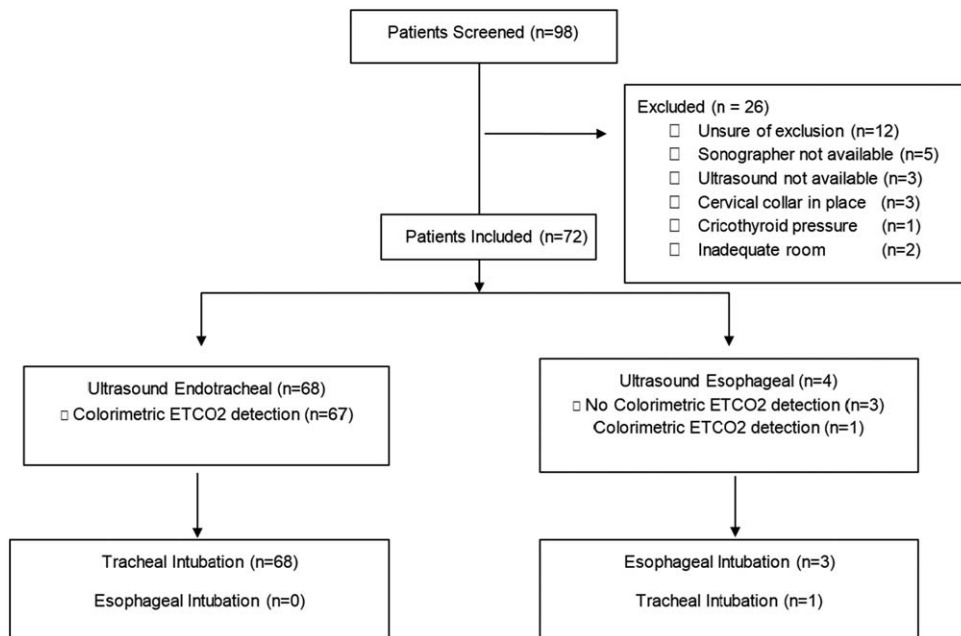 Patients Screened (n=98)
Excluded (n = 26)
□ Unsure of exclusion (n=12)
□ Sonographer not available (n=5)
□ Ultrasound not available (n=3)
□ Cervical collar in place (n=3)
□ Cricothyroid pressure (n=1)
□ Inadequate room (n=2)
Patients Included (n=72)
Ultrasound Endotracheal (n=68)
□ Colorimetric ETCO2 detection (n=67)
Ultrasound Esophageal (n=4)
□ No Colorimetric ETCO2 detection (n=3)
Colorimetric ETCO2 detection (n=1)
Tracheal Intubation (n=68)
Esophageal Intubation (n=0)
Esophageal Intubation (n=3)
Tracheal Intubation (n=1)